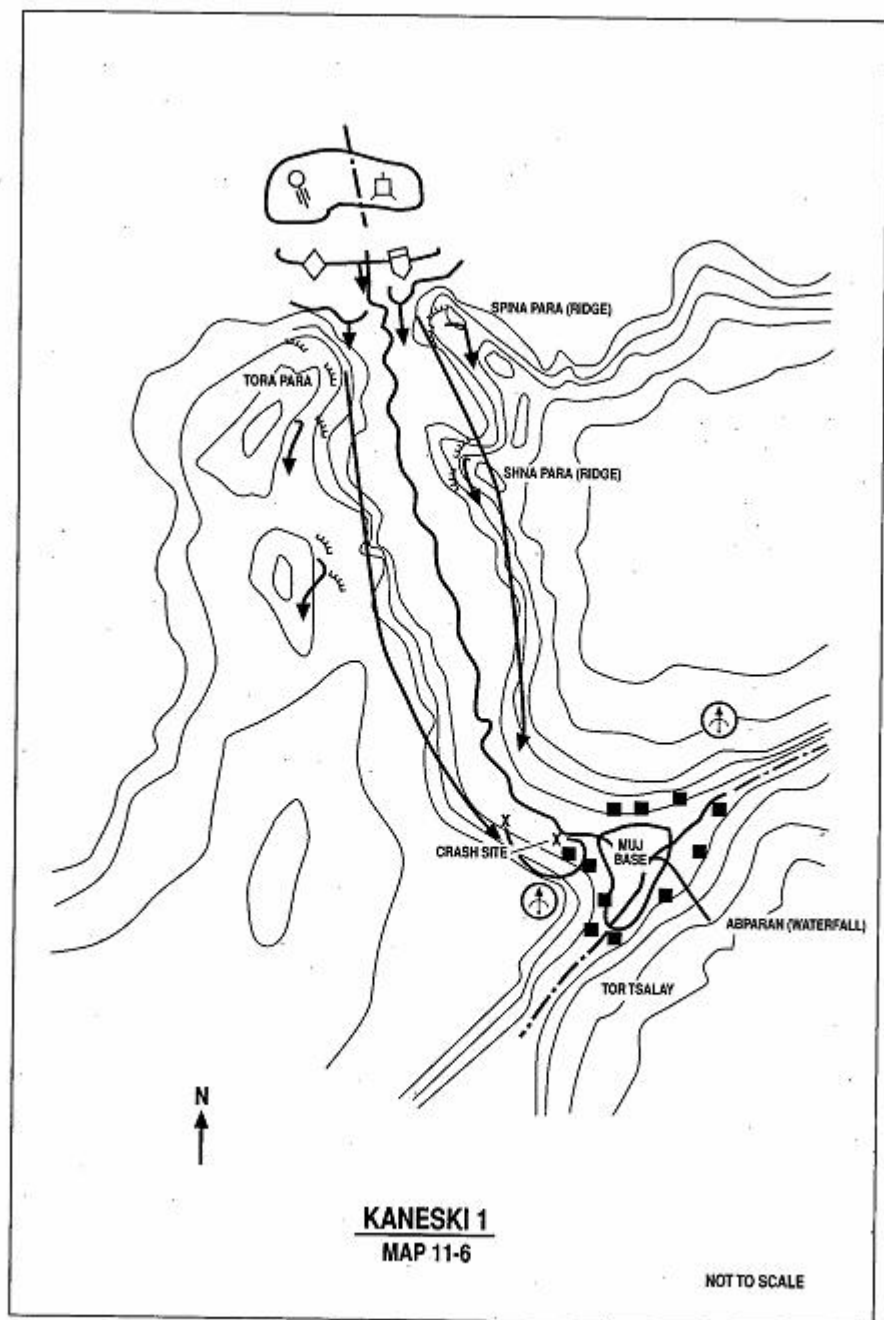 SPINA PARA (RIDGE)
TORA PARA
SHNA PARA (RIDGE)
X
X
CRASH SITE
MUJ
BASE
ABPARAN (WATERFALL)
TOR TSALAY
N
KANESKI 1
MAP 11-6
NOT TO SCALE